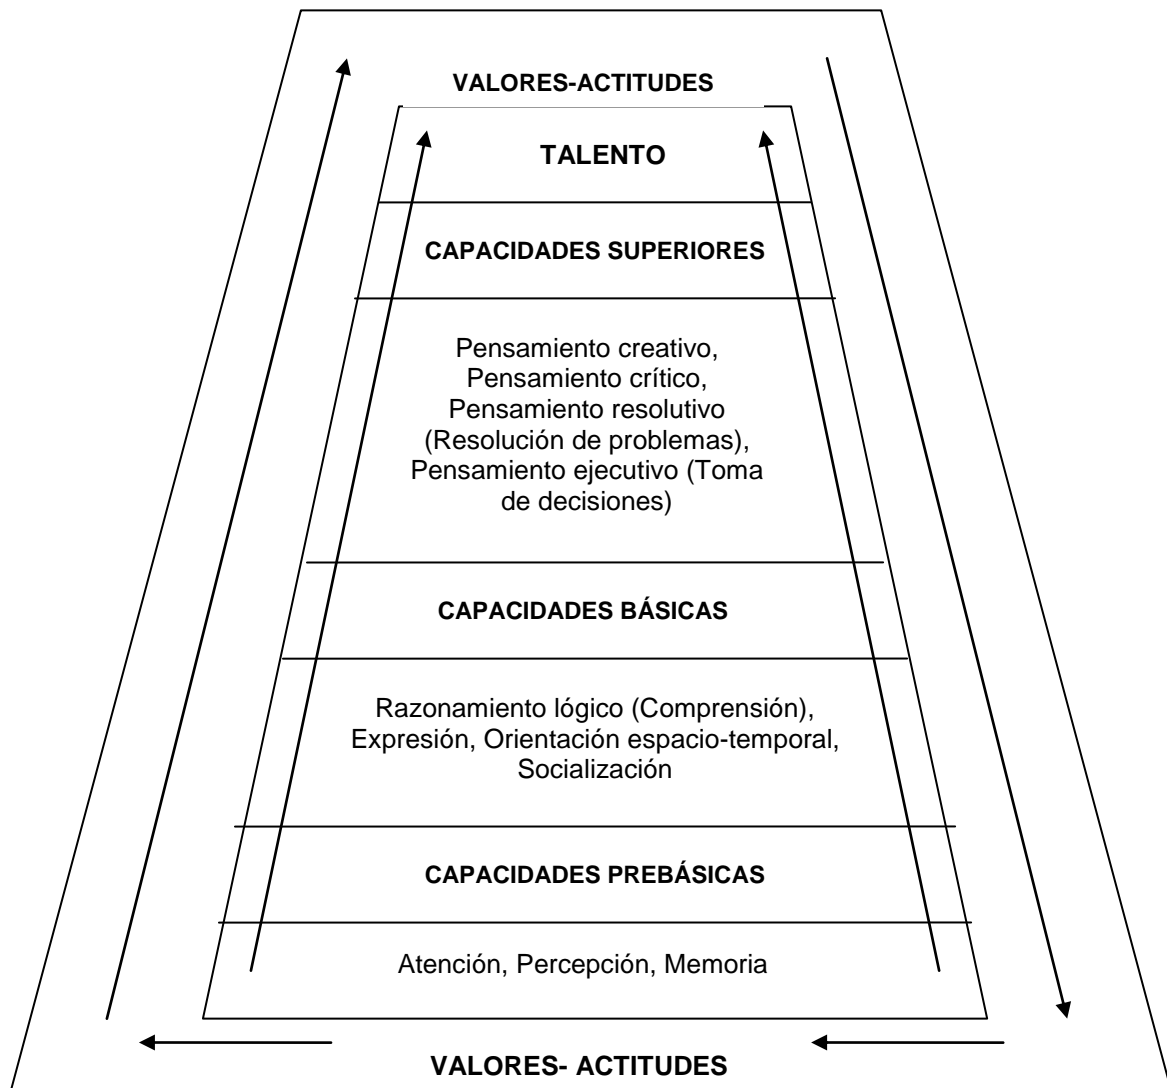 VALORES-ACTITUDES
TALENTO
CAPACIDADES SUPERIORES
Pensamiento creativo,
Pensamiento crítico,
Pensamiento resolutivo
(Resolución de problemas),
Pensamiento ejecutivo (Toma
de decisiones)
CAPACIDADES BÁSICAS
Razonamiento lógico (Comprensión),
Expresión, Orientación espacio-temporal,
Socialización
CAPACIDADES PREBÁSICAS
Atención, Percepción, Memoria
VALORES- ACTITUDES